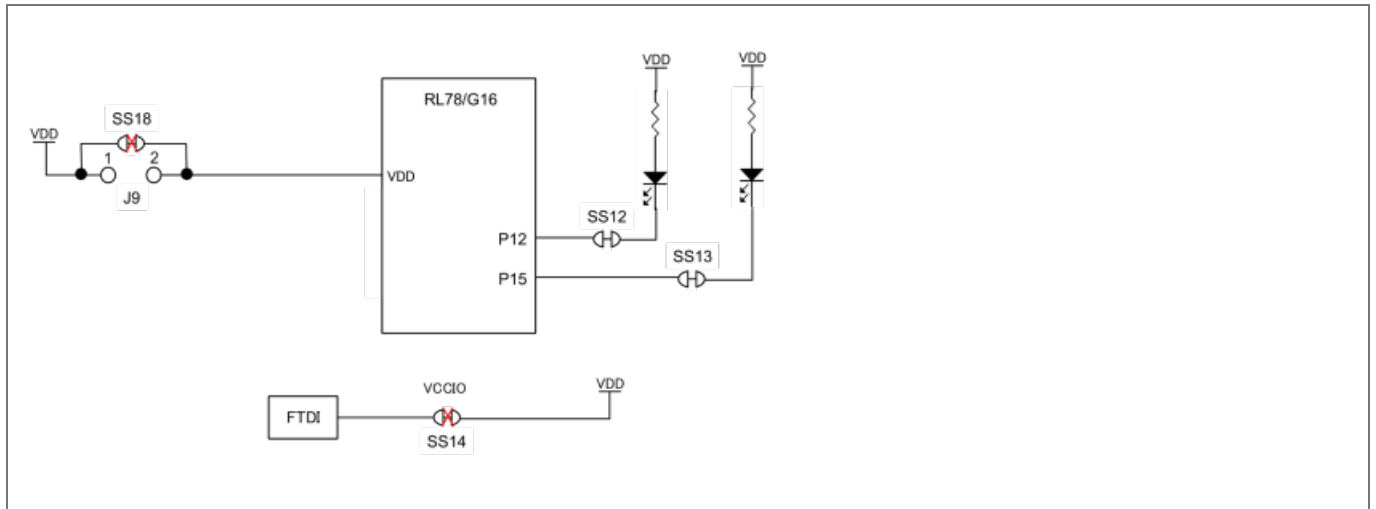 VDD
VDD
RL78/G16
SS18
VDD
1
2
VDD
J9
SS12
P12
SS13
P15
VDD
VCCIO
FTDI
SS14